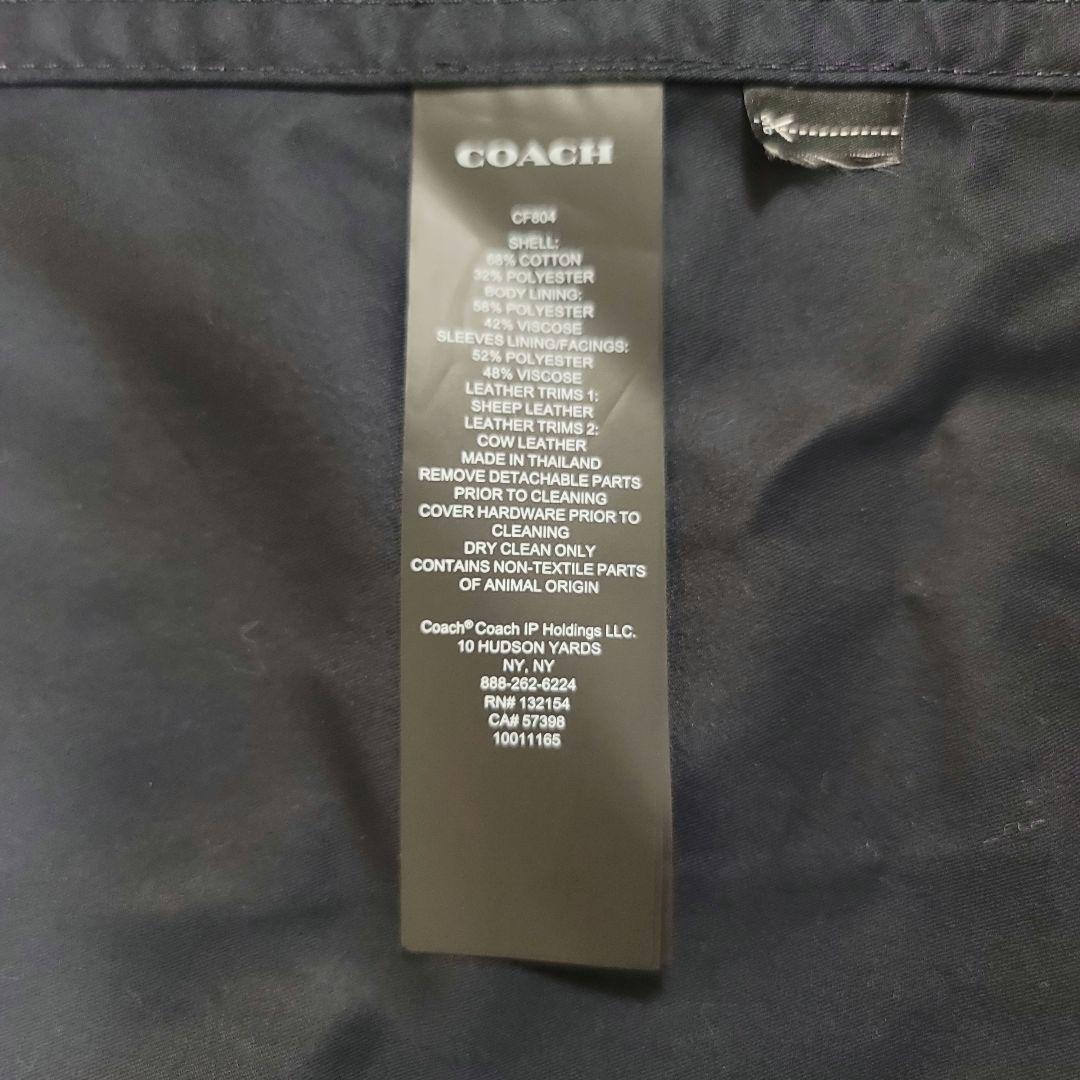 COACH
CF804
SHELL:
68% COTTON
32% POLYESTER
BODY LINING:
58% POLYESTER
42% VISCOSE
SLEEVES LINING/FACINGS:
52% POLYESTER
48% VISCOSE
LEATHER TRIMS 1:
SHEEP LEATHER
LEATHER TRIMS 2:
COW LEATHER
MADE IN THAILAND
REMOVE DETACHABLE PARTS
PRIOR TO CLEANING
COVER HARDWARE PRIOR TO
CLEANING
DRY CLEAN ONLY
CONTAINS NON-TEXTILE PARTS
OF ANIMAL ORIGIN
Coach® Coach IP Holdings LLC.
10 HUDSON YARDS
NY, NY
888-262-6224
RN# 132154
CA# 57398
10011165